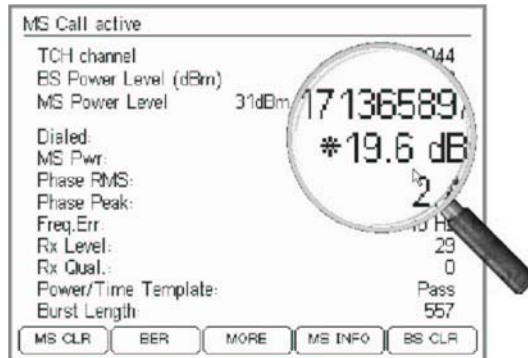 MS Call active
TCH channel
BS Power Level (dBm)
MS Power Level 31dBm
Dialed: 171365897
MS Pwr: *19.6 dB
Phase RMS:
Phase Peak:
Freq.Err:
Rx Level: 29
Rx Qual.: 0
Power/Time Template: Pass
Burst Length: 557
MS CLR BER MORE MS INFO BS CLR